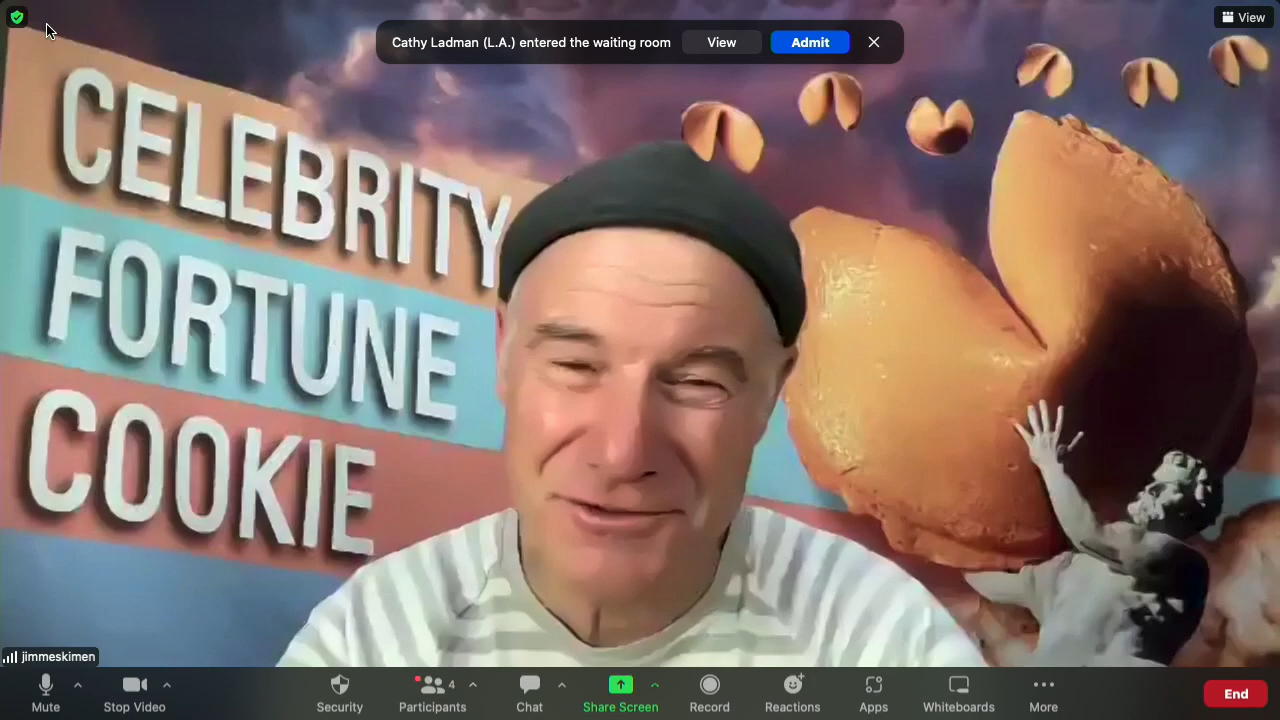 Cathy Ladman (L.A.) entered the waiting room
View
Admit
View
CELEBRITY
FORTUNE
COOKIE
jimmeskimen
Mute
Stop Video
Security
Participants
4
Chat
Share Screen
Record
Reactions
Apps
Whiteboards
More
End